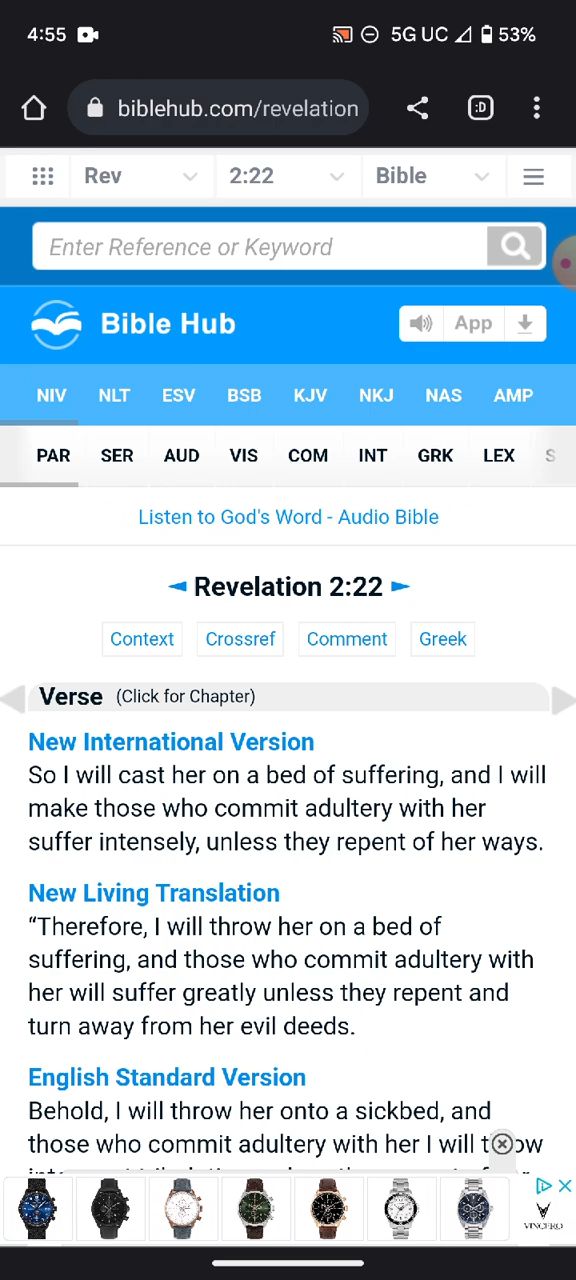 4:55 5G UC 53%
biblehub.com/revelation
:D
Rev 2:22 Bible
Enter Reference or Keyword
Bible Hub App
NIV NLT ESV BSB KJV NKJ NAS AMP
PAR SER AUD VIS COM INT GRK LEX S
Listen to God's Word - Audio Bible
◄ Revelation 2:22 ►
Context Crossref Comment Greek
Verse (Click for Chapter)
New International Version
So I will cast her on a bed of suffering, and I will
make those who commit adultery with her
suffer intensely, unless they repent of her ways.
New Living Translation
“Therefore, I will throw her on a bed of
suffering, and those who commit adultery with
her will suffer greatly unless they repent and
turn away from her evil deeds.
English Standard Version
Behold, I will throw her onto a sickbed, and
those who commit adultery with her I will
VINCERO